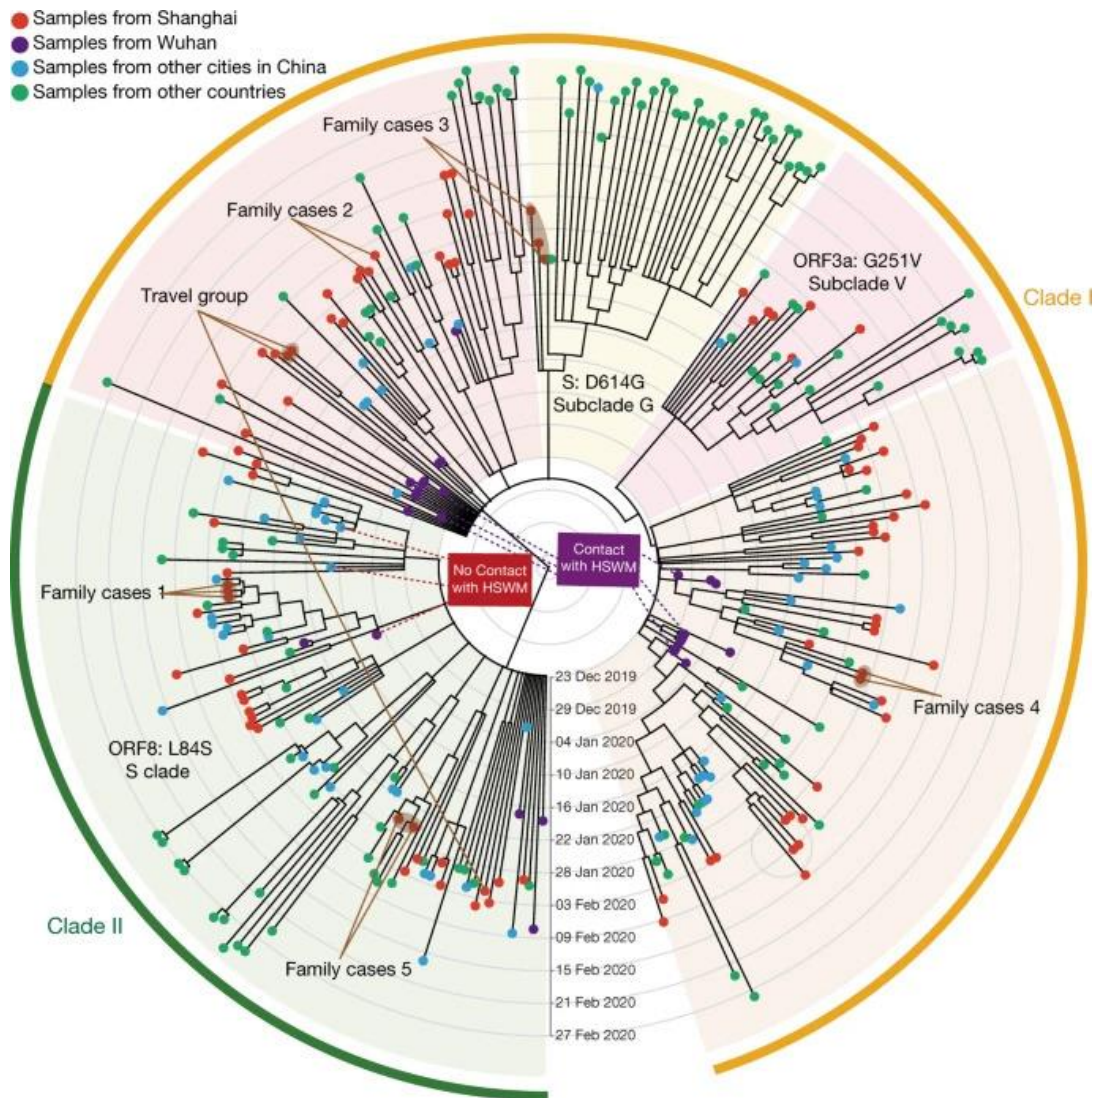 Samples from Shanghai
Samples from Wuhan
Samples from other cities in China
Samples from other countries
Family cases 3
Family cases 2
Travel group
ORF3a: G251V
Subclade V
Clade I
S: D614G
Subclade G
No Contact
with HSWM
Contact
with HSWM
Family cases 1
Family cases 4
ORF8: L84S
S clade
Clade II
Family cases 5
23 Dec 2019
29 Dec 2019
04 Jan 2020
10 Jan 2020
16 Jan 2020
22 Jan 2020
28 Jan 2020
03 Feb 2020
09 Feb 2020
15 Feb 2020
21 Feb 2020
27 Feb 2020